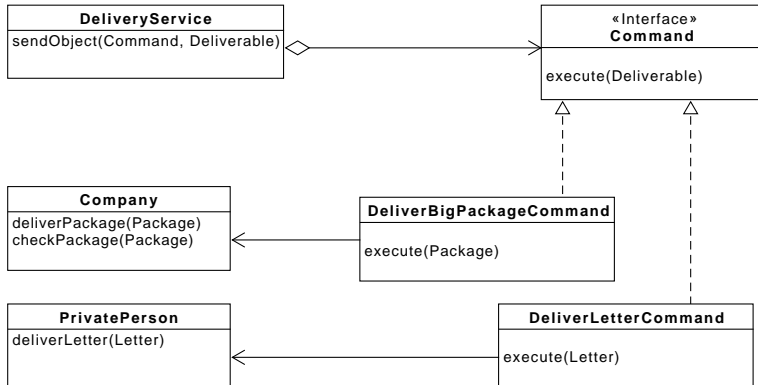 DeliveryService
sendObject(Command, Deliverable)
«Interface»
Command
execute(Deliverable)
Company
deliverPackage(Package)
checkPackage(Package)
DeliverBigPackageCommand
execute(Package)
PrivatePerson
deliverLetter(Letter)
DeliverLetterCommand
execute(Letter)